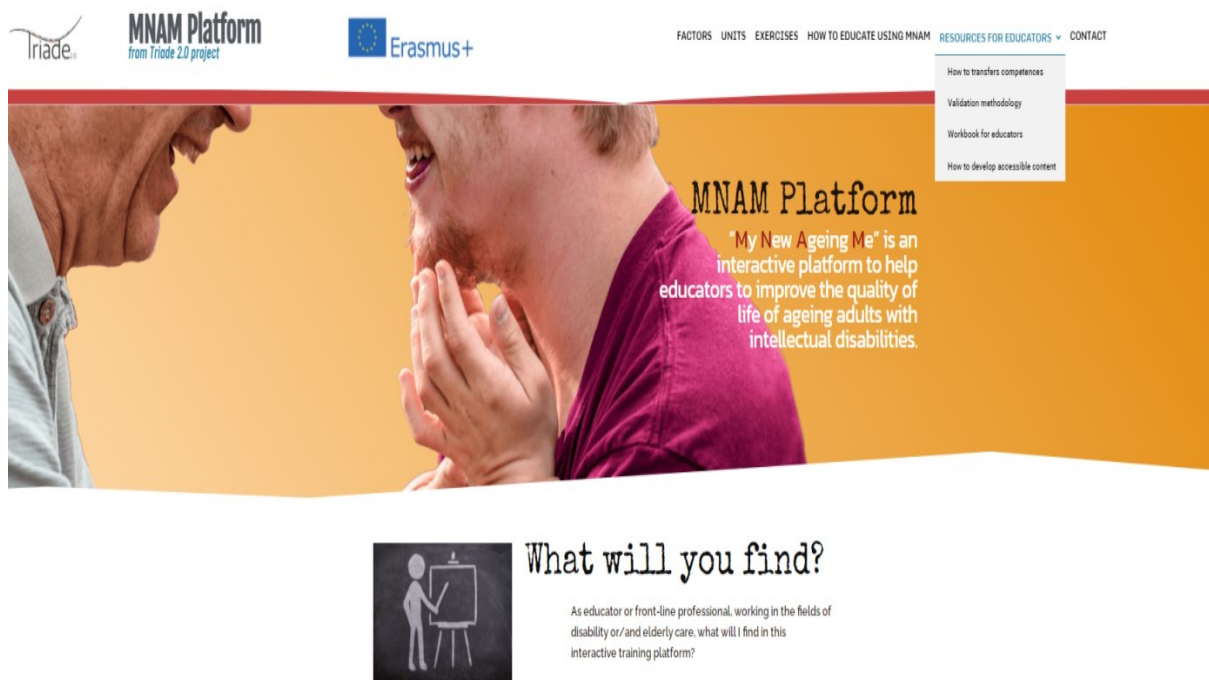 Triade 2.0
MNAM Platform
from Triade 2.0 project
Erasmus+
FACTORS UNITS EXERCISES HOW TO EDUCATE USING MNAM RESOURCES FOR EDUCATORS CONTACT
How to transfers competences
Validation methodology
Workbook for educators
How to develop accessible content
MNAM Platform
"My New Ageing Me" is an
interactive platform to help
educators to improve the quality of
life of ageing adults with
intellectual disabilities.
What will you find?
As educator or front-line professional, working in the fields of
disability or/and elderly care, what will I find in this
interactive training platform?